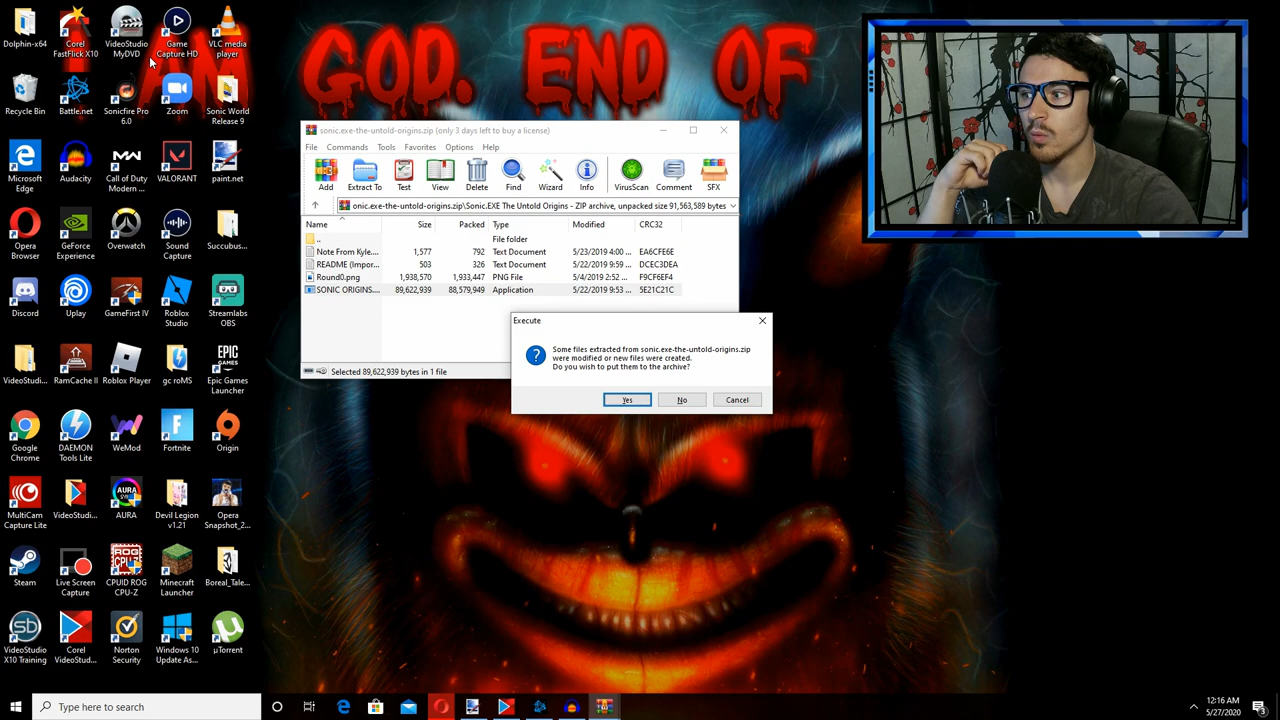 AM GOD. END OF
Dolphin-x64
Corel FastFlick X10
VideoStudio MyDVD
Game Capture HD
VLC media player
Recycle Bin
Battle.net
Sonicfire Pro 6.0
Zoom
Sonic World Release 9
Microsoft Edge
Audacity
Call of Duty Modern ...
VALORANT
paint.net
Opera Browser
GeForce Experience
Overwatch
Sound Capture
Succubus...
Discord
Uplay
GameFirst IV
Roblox Studio
Streamlabs OBS
VideoStudi...
RamCache II
Roblox Player
gc roMS
Epic Games Launcher
Google Chrome
DAEMON Tools Lite
WeMod
Fortnite
Origin
MultiCam Capture Lite
VideoStudi...
AURA
Devil Legion v1.21
Opera Snapshot_2...
Steam
Live Screen Capture
CPUID ROG CPU-Z
Minecraft Launcher
Boreal_Tale...
VideoStudio X10 Training
Corel VideoStud...
Norton Security
Windows 10 Update As...
µTorrent
sonic.exe-the-untold-origins.zip (only 3 days left to buy a license)
File Commands Tools Favorites Options Help
Add Extract To Test View Delete Find Wizard Info VirusScan Comment SFX
onic.exe-the-untold-origins.zip\Sonic.EXE The Untold Origins - ZIP archive, unpacked size 91,563,589 bytes
Name Size Packed Type Modified CRC32
.. File folder
Note From Kyle.... 1,577 792 Text Document 5/23/2019 4:00 ... EA6CFE6E
README (Impor... 503 326 Text Document 5/22/2019 9:59 ... DCEC3DEA
Round0.png 1,938,570 1,933,447 PNG File 5/4/2019 2:52 ... F9CF6EF4
SONIC ORIGINS.... 89,622,939 88,579,949 Application 5/22/2019 9:53 ... 5E21C21C
Selected 89,622,939 bytes in 1 file
Execute
Some files extracted from sonic.exe-the-untold-origins.zip
were modified or new files were created.
Do you wish to put them to the archive?
Yes No Cancel
Type here to search
12:16 AM
5/27/2020
3